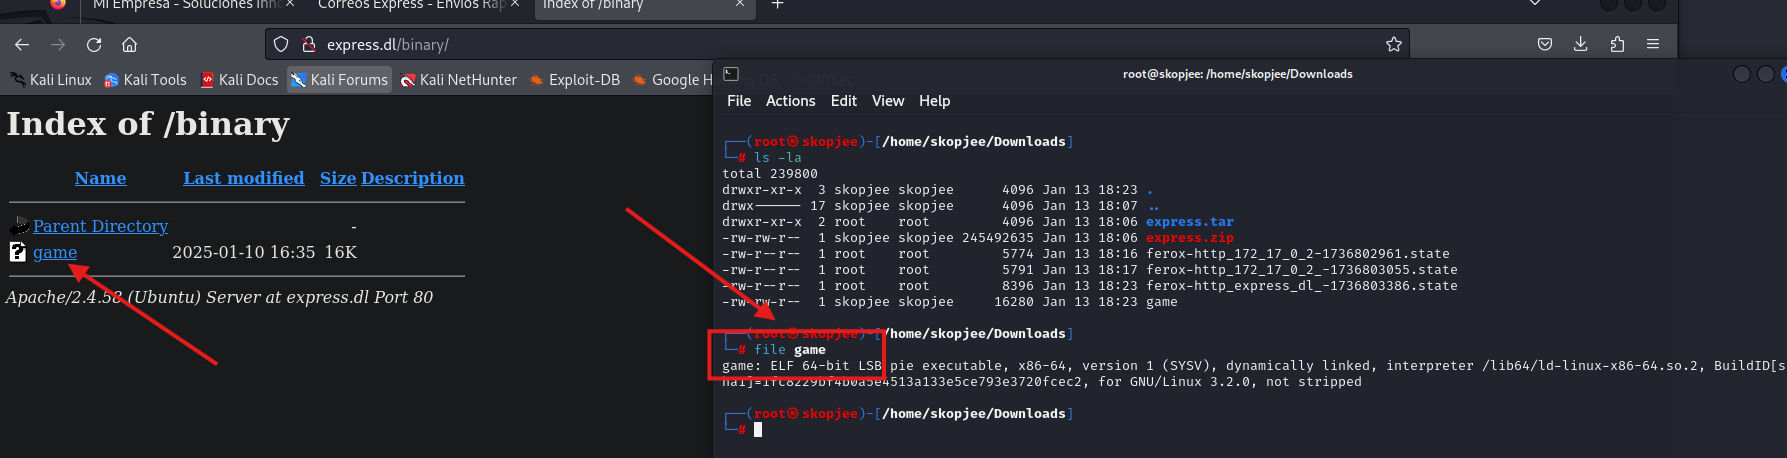 Mi Empresa - Soluciones Inno
Correos Express - Envíos Rap
Index of /binary
express.dl/binary/
Kali Linux
Kali Tools
Kali Docs
Kali Forums
Kali NetHunter
Exploit-DB
Google Ha
root@skopjee: /home/skopjee/Downloads
File Actions Edit View Help
Index of /binary
Name Last modified Size Description
Parent Directory -
game 2025-01-10 16:35 16K
Apache/2.4.58 (Ubuntu) Server at express.dl Port 80
┌──(root㉿skopjee)-[/home/skopjee/Downloads]
└─# ls -la
total 239800
drwxr-xr-x 3 skopjee skopjee 4096 Jan 13 18:23 .
drwx------ 17 skopjee skopjee 4096 Jan 13 18:07 ..
drwxr-xr-x 2 root root 4096 Jan 13 18:06 express.tar
-rw-rw-r-- 1 skopjee skopjee 245492635 Jan 13 18:06 express.zip
-rw-r--r-- 1 root root 5774 Jan 13 18:16 ferox-http_172_17_0_2-1736802961.state
-rw-r--r-- 1 root root 5791 Jan 13 18:17 ferox-http_172_17_0_2_-1736803055.state
-rw-r--r-- 1 root root 8396 Jan 13 18:23 ferox-http_express_dl_-1736803386.state
-rw-rw-r-- 1 skopjee skopjee 16280 Jan 13 18:23 game
┌──(root㉿skopjee)-[/home/skopjee/Downloads]
└─# file game
game: ELF 64-bit LSB pie executable, x86-64, version 1 (SYSV), dynamically linked, interpreter /lib64/ld-linux-x86-64.so.2, BuildID[s
ha1]=1fc8229bf4b0a5e4513a133e5ce793e3720fcec2, for GNU/Linux 3.2.0, not stripped
┌──(root㉿skopjee)-[/home/skopjee/Downloads]
└─#